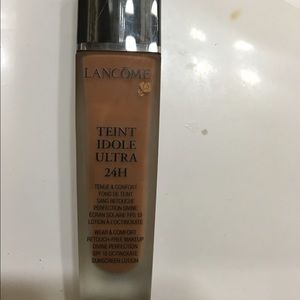 LANCÔME
TEINT
IDOLE
ULTRA
24H
TENUE & CONFORT
FOND DE TEINT
SANS RETOUCHE
PERFECTION DIVINE
ÉCRAN SOLAIRE FPS 15
LOTION À L'OCTINOXATE
WEAR & COMFORT
RETOUCH-FREE MAKEUP
DIVINE PERFECTION
SPF 15 OCTINOXATE
SUNSCREEN LOTION